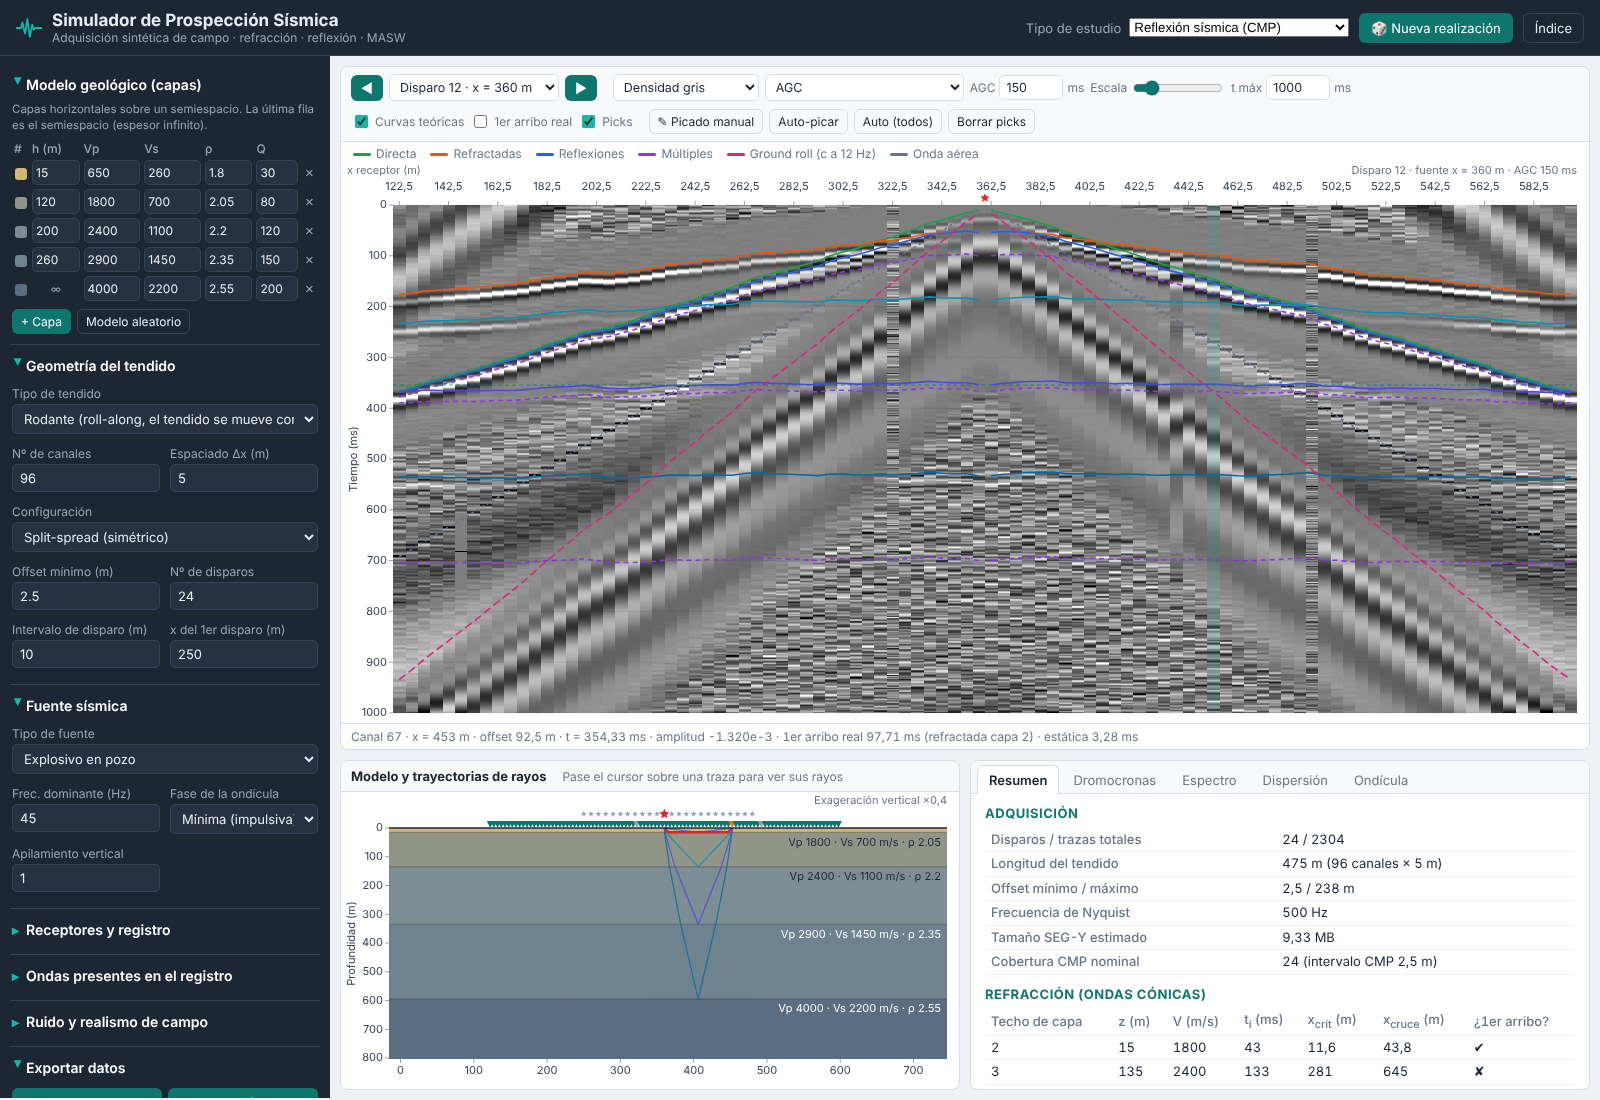 Simulador de Prospección Sísmica
Adquisición sintética de campo · refracción · reflexión · MASW
Tipo de estudio
Reflexión sísmica (CMP)
🎲 Nueva realización
Índice
▼ Modelo geológico (capas)
Capas horizontales sobre un semiespacio. La última fila
es el semiespacio (espesor infinito).
# h (m) Vp Vs ρ Q
15 650 260 1.8 30 ×
120 1800 700 2.05 80 ×
200 2400 1100 2.2 120 ×
260 2900 1450 2.35 150 ×
∞ 4000 2200 2.55 200 ×
+ Capa Modelo aleatorio
▼ Geometría del tendido
Tipo de tendido
Rodante (roll-along, el tendido se mueve cor
Nº de canales Espaciado Δx (m)
96 5
Configuración
Split-spread (simétrico)
Offset mínimo (m) Nº de disparos
2.5 24
Intervalo de disparo (m) x del 1er disparo (m)
10 250
▼ Fuente sísmica
Tipo de fuente
Explosivo en pozo
Frec. dominante (Hz) Fase de la ondícula
45 Mínima (impulsiva)
Apilamiento vertical
1
▶ Receptores y registro
▶ Ondas presentes en el registro
▶ Ruido y realismo de campo
▼ Exportar datos
◀ Disparo 12 · x = 360 m ▶ Densidad gris AGC AGC 150 ms Escala t máx 1000 ms
Curvas teóricas 1er arribo real Picks ✎ Picado manual Auto-picar Auto (todos) Borrar picks
Directa Refractadas Reflexiones Múltiples Ground roll (c a 12 Hz) Onda aérea
x receptor (m) Disparo 12 · fuente x = 360 m · AGC 150 ms
122,5 142,5 162,5 182,5 202,5 222,5 242,5 262,5 282,5 302,5 322,5 342,5 362,5 382,5 402,5 422,5 442,5 462,5 482,5 502,5 522,5 542,5 562,5 582,5
0
100
200
300
400
500
600
700
800
900
1000
Tiempo (ms)
Canal 67 · x = 453 m · offset 92,5 m · t = 354,33 ms · amplitud -1.320e-3 · 1er arribo real 97,71 ms (refractada capa 2) · estática 3,28 ms
Modelo y trayectorias de rayos Pase el cursor sobre una traza para ver sus rayos
Exageración vertical ×0,4
Vp 1800 · Vs 700 m/s · ρ 2.05
Vp 2400 · Vs 1100 m/s · ρ 2.2
Vp 2900 · Vs 1450 m/s · ρ 2.35
Vp 4000 · Vs 2200 m/s · ρ 2.55
0
100
200
300
400
500
600
700
800
Profundidad (m)
0 100 200 300 400 500 600 700
Resumen Dromocronas Espectro Dispersión Ondícula
ADQUISICIÓN
Disparos / trazas totales 24 / 2304
Longitud del tendido 475 m (96 canales × 5 m)
Offset mínimo / máximo 2,5 / 238 m
Frecuencia de Nyquist 500 Hz
Tamaño SEG-Y estimado 9,33 MB
Cobertura CMP nominal 24 (intervalo CMP 2,5 m)
REFRACCIÓN (ONDAS CÓNICAS)
Techo de capa z (m) V (m/s) ti (ms) xcrít (m) xcruce (m) ¿1er arribo?
2 15 1800 43 11,6 43,8 ✔
3 135 2400 133 281 645 ✘